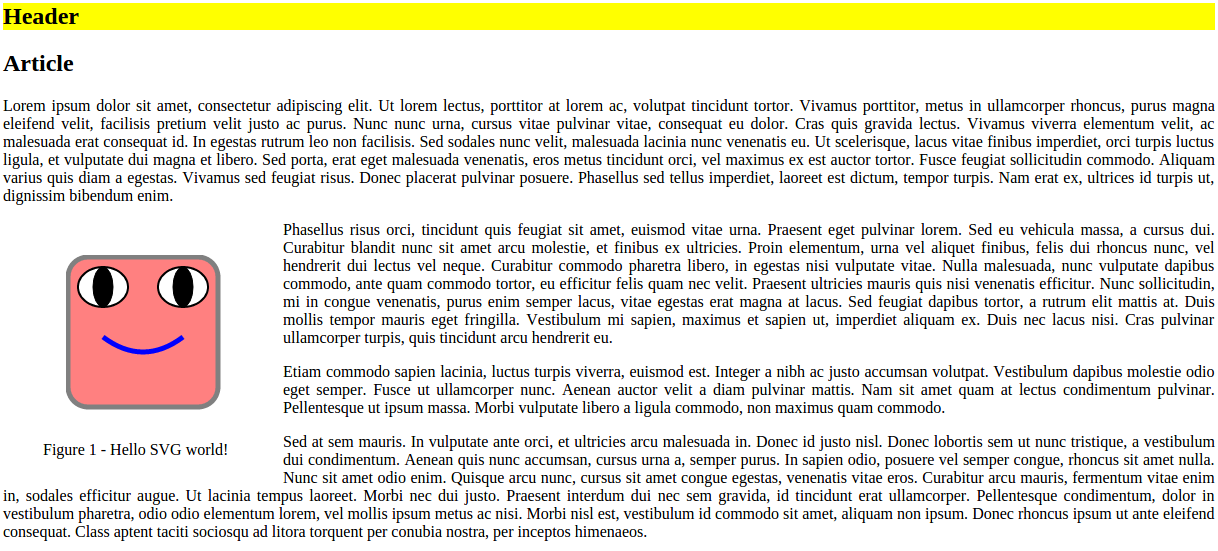 Header
Article
Lorem ipsum dolor sit amet, consectetur adipiscing elit. Ut lorem lectus, porttitor at lorem ac, volutpat tincidunt tortor. Vivamus porttitor, metus in ullamcorper rhoncus, purus magna
eleifend velit, facilisis pretium velit justo ac purus. Nunc nunc urna, cursus vitae pulvinar vitae, consequat eu dolor. Cras quis gravida lectus. Vivamus viverra elementum velit, ac
malesuada erat consequat id. In egestas rutrum leo non facilisis. Sed sodales nunc velit, malesuada lacinia nunc venenatis eu. Ut scelerisque, lacus vitae finibus imperdiet, orci turpis luctus
ligula, et vulputate dui magna et libero. Sed porta, erat eget malesuada venenatis, eros metus tincidunt orci, vel maximus ex est auctor tortor. Fusce feugiat sollicitudin commodo. Aliquam
varius quis diam a egestas. Vivamus sed feugiat risus. Donec placerat pulvinar posuere. Phasellus sed tellus imperdiet, laoreet est dictum, tempor turpis. Nam erat ex, ultrices id turpis ut,
dignissim bibendum enim.
Phasellus risus orci, tincidunt quis feugiat sit amet, euismod vitae urna. Praesent eget pulvinar lorem. Sed eu vehicula massa, a cursus dui.
Curabitur blandit nunc sit amet arcu molestie, et finibus ex ultricies. Proin elementum, urna vel aliquet finibus, felis dui rhoncus nunc, vel
hendrerit dui lectus vel neque. Curabitur commodo pharetra libero, in egestas nisi vulputate vitae. Nulla malesuada, nunc vulputate dapibus
commodo, ante quam commodo tortor, eu efficitur felis quam nec velit. Praesent ultricies mauris quis nisi venenatis efficitur. Nunc sollicitudin,
mi in congue venenatis, purus enim semper lacus, vitae egestas erat magna at lacus. Sed feugiat dapibus tortor, a rutrum elit mattis at. Duis
mollis tempor mauris eget fringilla. Vestibulum mi sapien, maximus et sapien ut, imperdiet aliquam ex. Duis nec lacus nisi. Cras pulvinar
ullamcorper turpis, quis tincidunt arcu hendrerit eu.
Etiam commodo sapien lacinia, luctus turpis viverra, euismod est. Integer a nibh ac justo accumsan volutpat. Vestibulum dapibus molestie odio
eget semper. Fusce ut ullamcorper nunc. Aenean auctor velit a diam pulvinar mattis. Nam sit amet quam at lectus condimentum pulvinar.
Pellentesque ut ipsum massa. Morbi vulputate libero a ligula commodo, non maximus quam commodo.
Figure 1 - Hello SVG world!
Sed at sem mauris. In vulputate ante orci, et ultricies arcu malesuada in. Donec id justo nisl. Donec lobortis sem ut nunc tristique, a vestibulum
dui condimentum. Aenean quis nunc accumsan, cursus urna a, semper purus. In sapien odio, posuere vel semper congue, rhoncus sit amet nulla.
Nunc sit amet odio enim. Quisque arcu nunc, cursus sit amet congue egestas, venenatis vitae eros. Curabitur arcu mauris, fermentum vitae enim
in, sodales efficitur augue. Ut lacinia tempus laoreet. Morbi nec dui justo. Praesent interdum dui nec sem gravida, id tincidunt erat ullamcorper. Pellentesque condimentum, dolor in
vestibulum pharetra, odio odio elementum lorem, vel mollis ipsum metus ac nisi. Morbi nisl est, vestibulum id commodo sit amet, aliquam non ipsum. Donec rhoncus ipsum ut ante eleifend
consequat. Class aptent taciti sociosqu ad litora torquent per conubia nostra, per inceptos himenaeos.